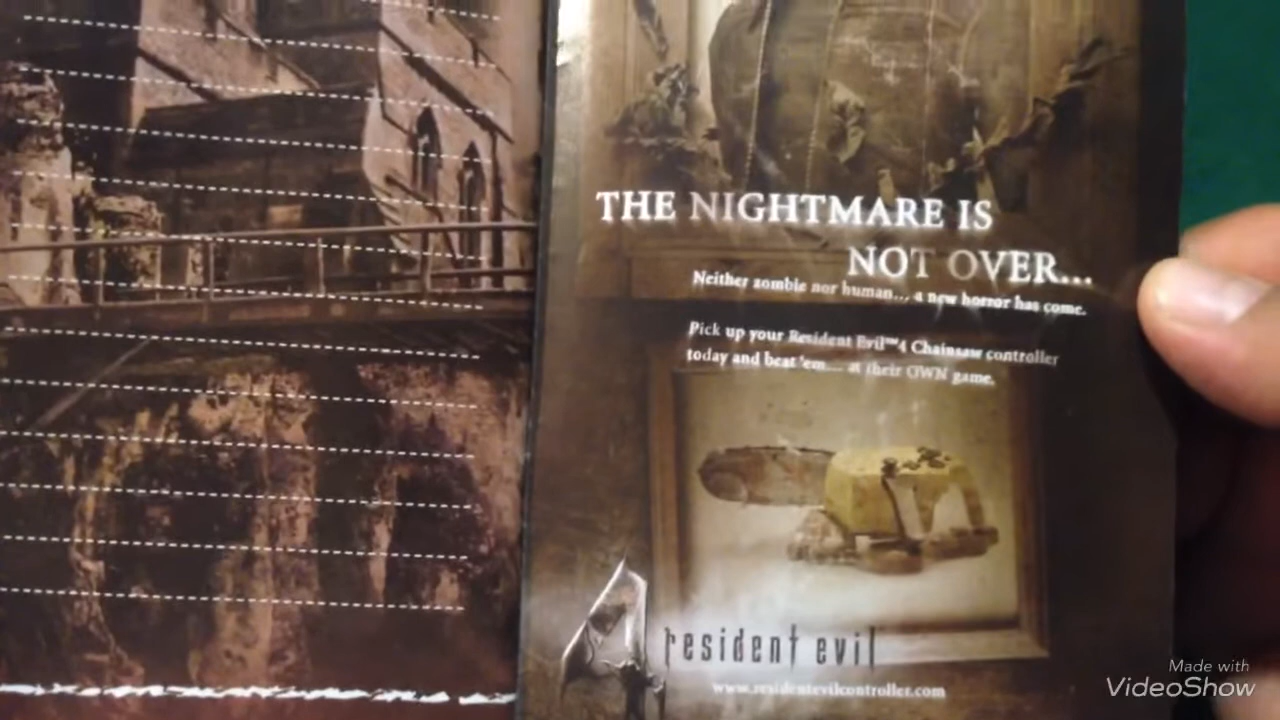 THE NIGHTMARE IS
NOT OVER...
Neither zombie nor human... a new horror has come.
Pick up your Resident Evil™4 Chainsaw controller
today and beat 'em... at their OWN game.
4 resident evil
www.residentevilcontroller.com
Made with
VideoShow